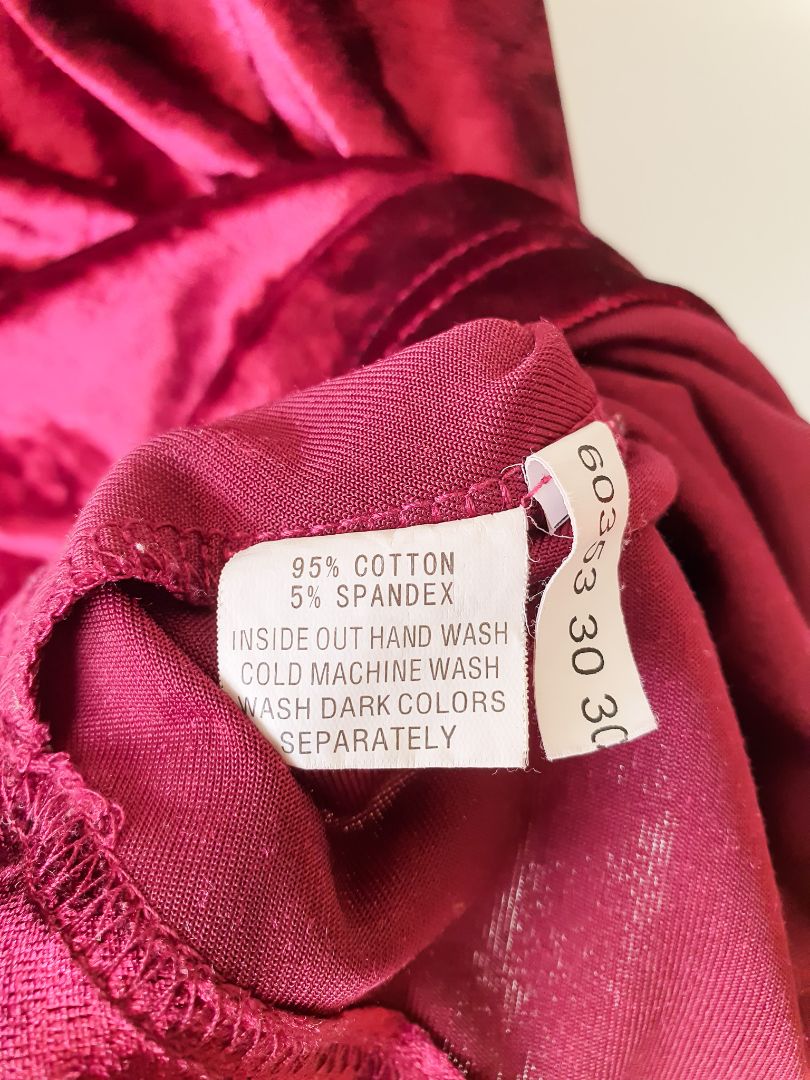 95% COTTON
5% SPANDEX
INSIDE OUT HAND WASH
COLD MACHINE WASH
WASH DARK COLORS
SEPARATELY
60353 30 30